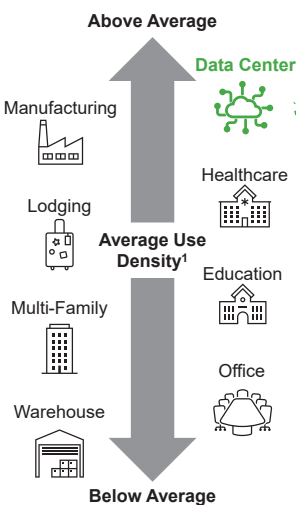 Above Average
Data Center
Manufacturing
Healthcare
Lodging
Average Use
Density¹
Education
Multi-Family
Office
Warehouse
Below Average